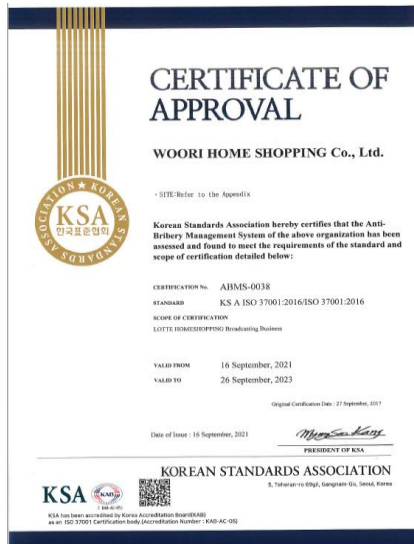 CERTIFICATE OF
APPROVAL
WOORI HOME SHOPPING Co., Ltd.
· SITE:Refer to the Appendix
KOREAN STANDARDS ASSOCIATION
KSA
한국표준협회
Korean Standards Association hereby certifies that the Anti-
Bribery Management System of the above organization has been
assessed and found to meet the requirements of the standard and
scope of certification detailed below:
CERTIFICATION No. ABMS-0038
STANDARD KS A ISO 37001:2016/ISO 37001:2016
SCOPE OF CERTIFICATION
LOTTE HOMESHOPPING Broadcasting Business
VALID FROM 16 September, 2021
VALID TO 26 September, 2023
Original Certification Date : 27 September, 2017
Date of Issue : 16 September, 2021
PRESIDENT OF KSA
KOREAN STANDARDS ASSOCIATION
5, Teheran-ro 69gil, Gangnam-Gu, Seoul, Korea
KSA
KAB
KAB-AC-05
KSA has been accredited by Korea Accreditation Board(KAB)
as an ISO 37001 Certification body.(Accreditation Number : KAB-AC-05)